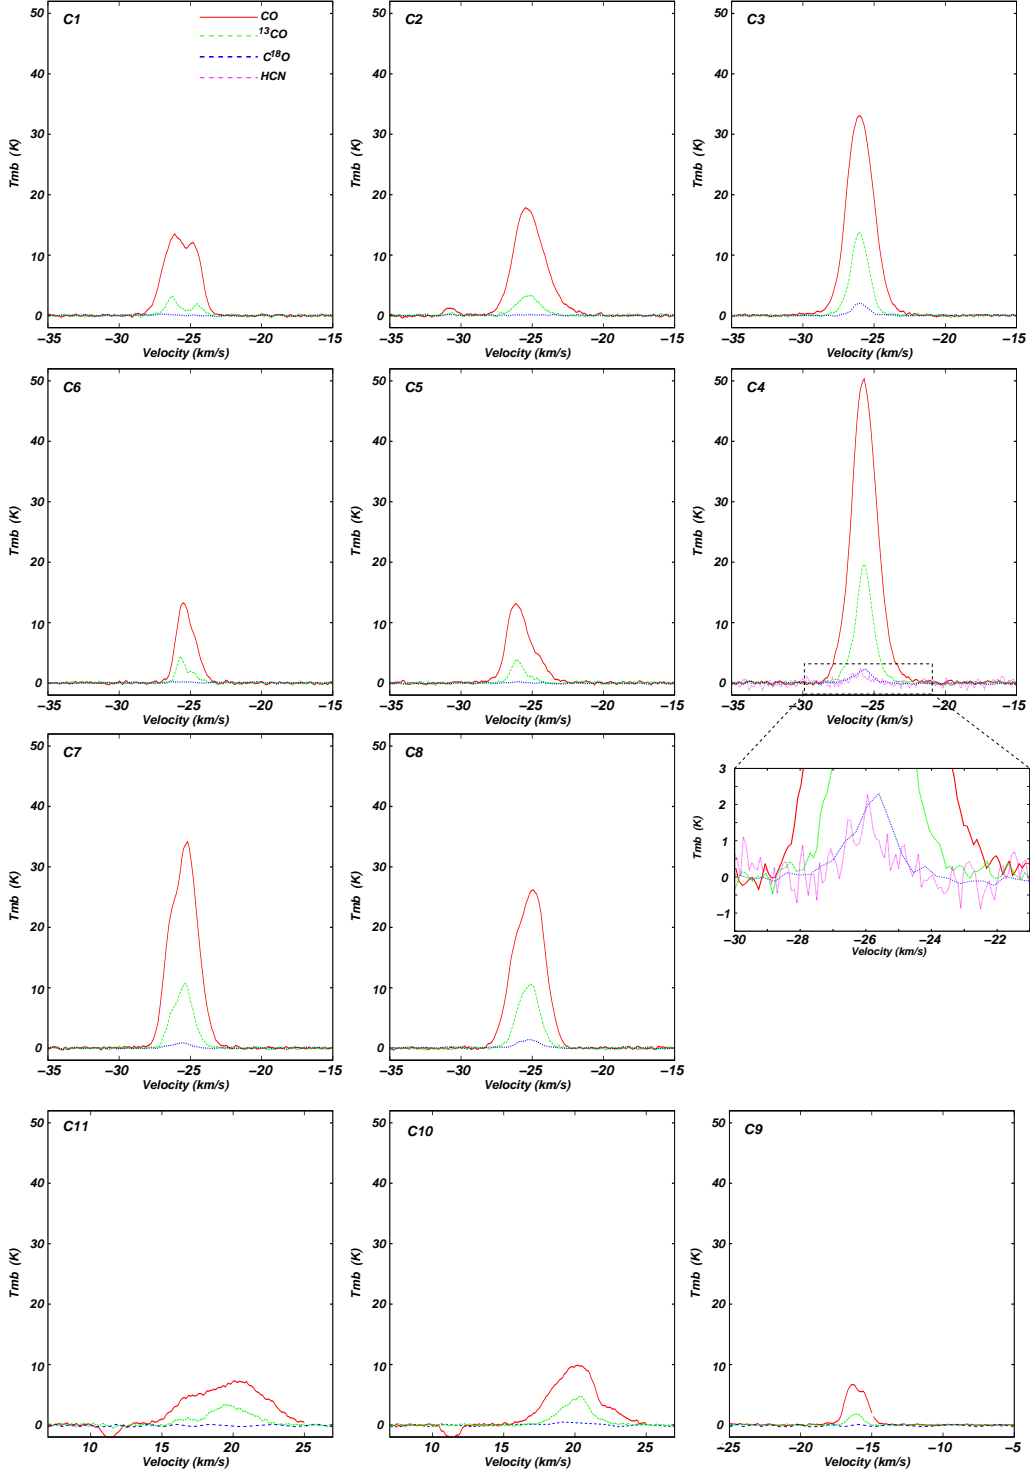 C1
CO
13CO
C18O
HCN
Tmb (K)
50
40
30
20
10
0
−35 −30 −25 −20 −15
Velocity (km/s)
C2
Tmb (K)
50
40
30
20
10
0
−35 −30 −25 −20 −15
Velocity (km/s)
C3
Tmb (K)
50
40
30
20
10
0
−35 −30 −25 −20 −15
Velocity (km/s)
C6
Tmb (K)
50
40
30
20
10
0
−35 −30 −25 −20 −15
Velocity (km/s)
C5
Tmb (K)
50
40
30
20
10
0
−35 −30 −25 −20 −15
Velocity (km/s)
C4
Tmb (K)
50
40
30
20
10
0
−35 −30 −25 −20 −15
Velocity (km/s)
C7
Tmb (K)
50
40
30
20
10
0
−35 −30 −25 −20 −15
Velocity (km/s)
C8
Tmb (K)
50
40
30
20
10
0
−35 −30 −25 −20 −15
Velocity (km/s)
Tmb (K)
3
2
1
0
−1
−30 −28 −26 −24 −22
Velocity (km/s)
C11
Tmb (K)
50
40
30
20
10
0
10 15 20 25
Velocity (km/s)
C10
Tmb (K)
50
40
30
20
10
0
10 15 20 25
Velocity (km/s)
C9
Tmb (K)
50
40
30
20
10
0
−25 −20 −15 −10 −5
Velocity (km/s)